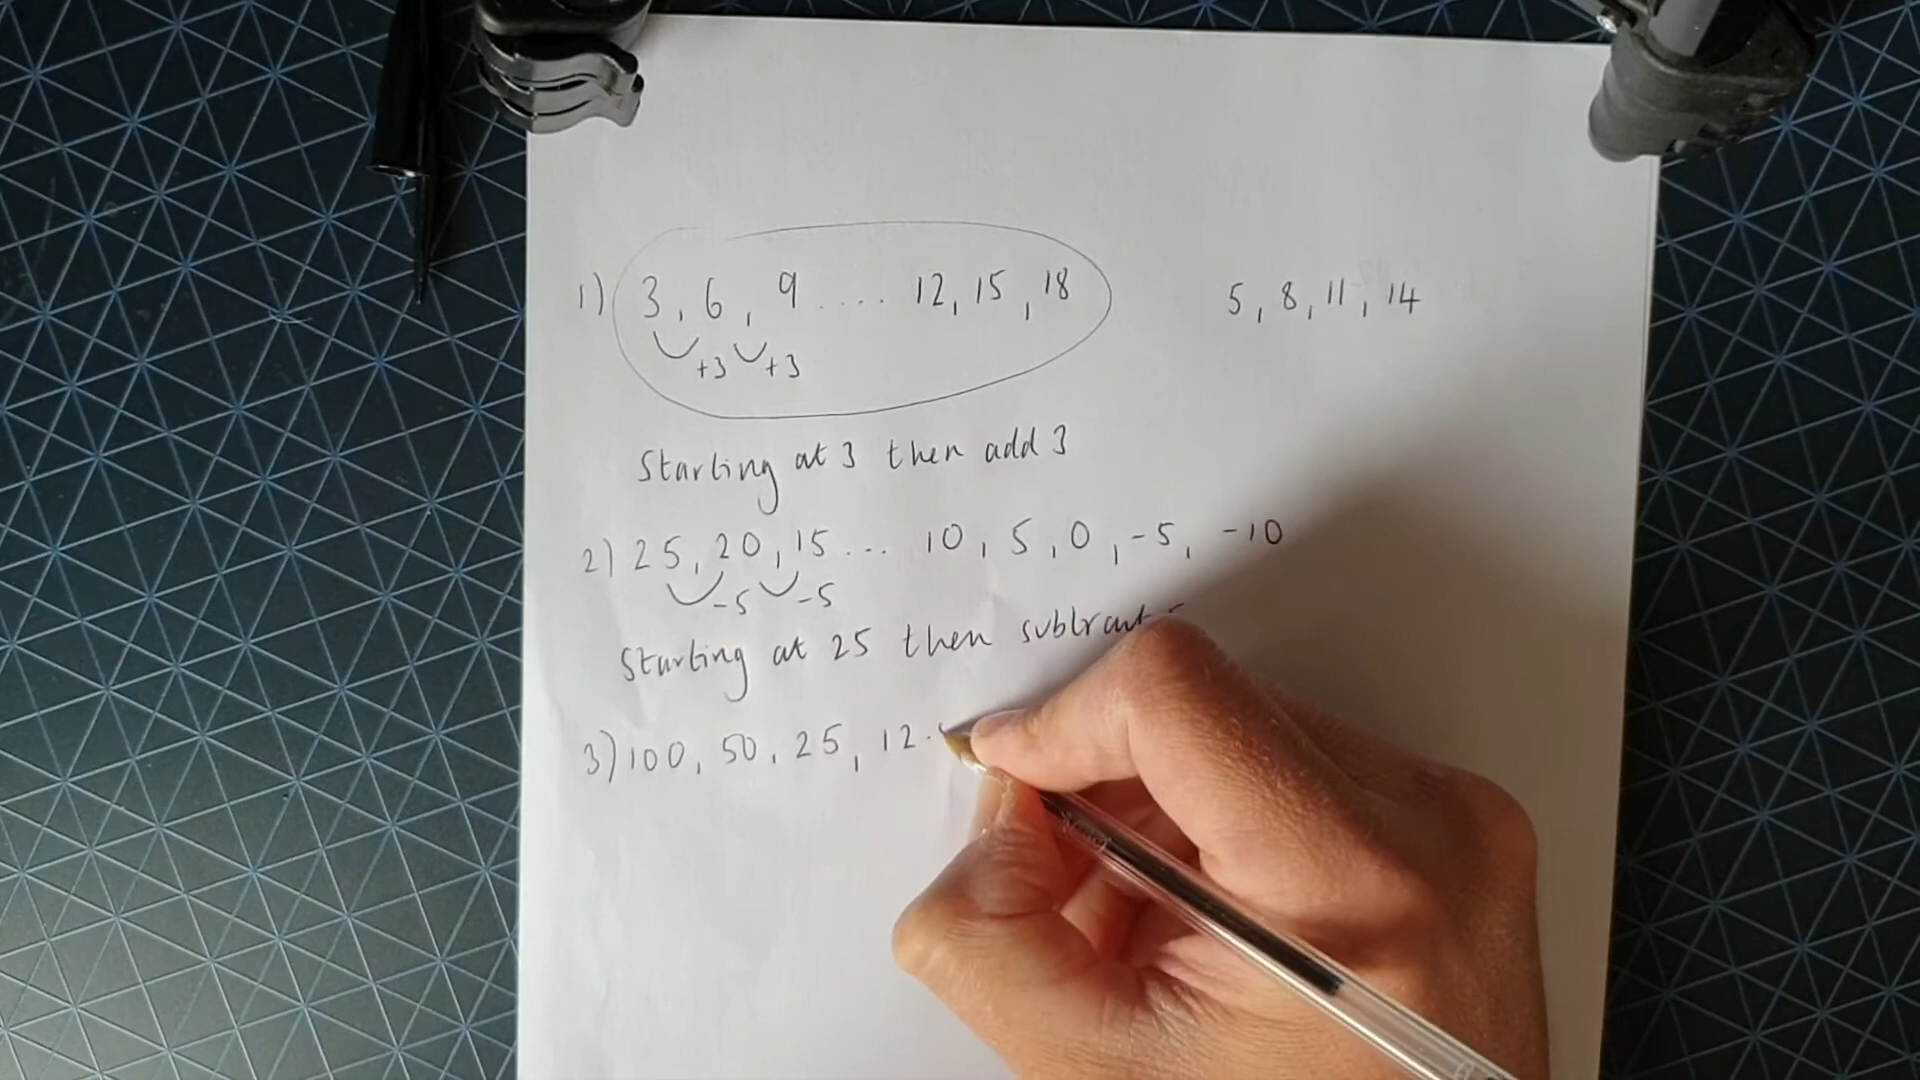 1) 3, 6, 9 .... 12, 15, 18
+3 +3
5, 8, 11, 14
Starting at 3 then add 3
2) 25, 20, 15... 10, 5, 0, -5, -10
-5 -5
Starting at 25 then subtract
3) 100, 50, 25, 12.